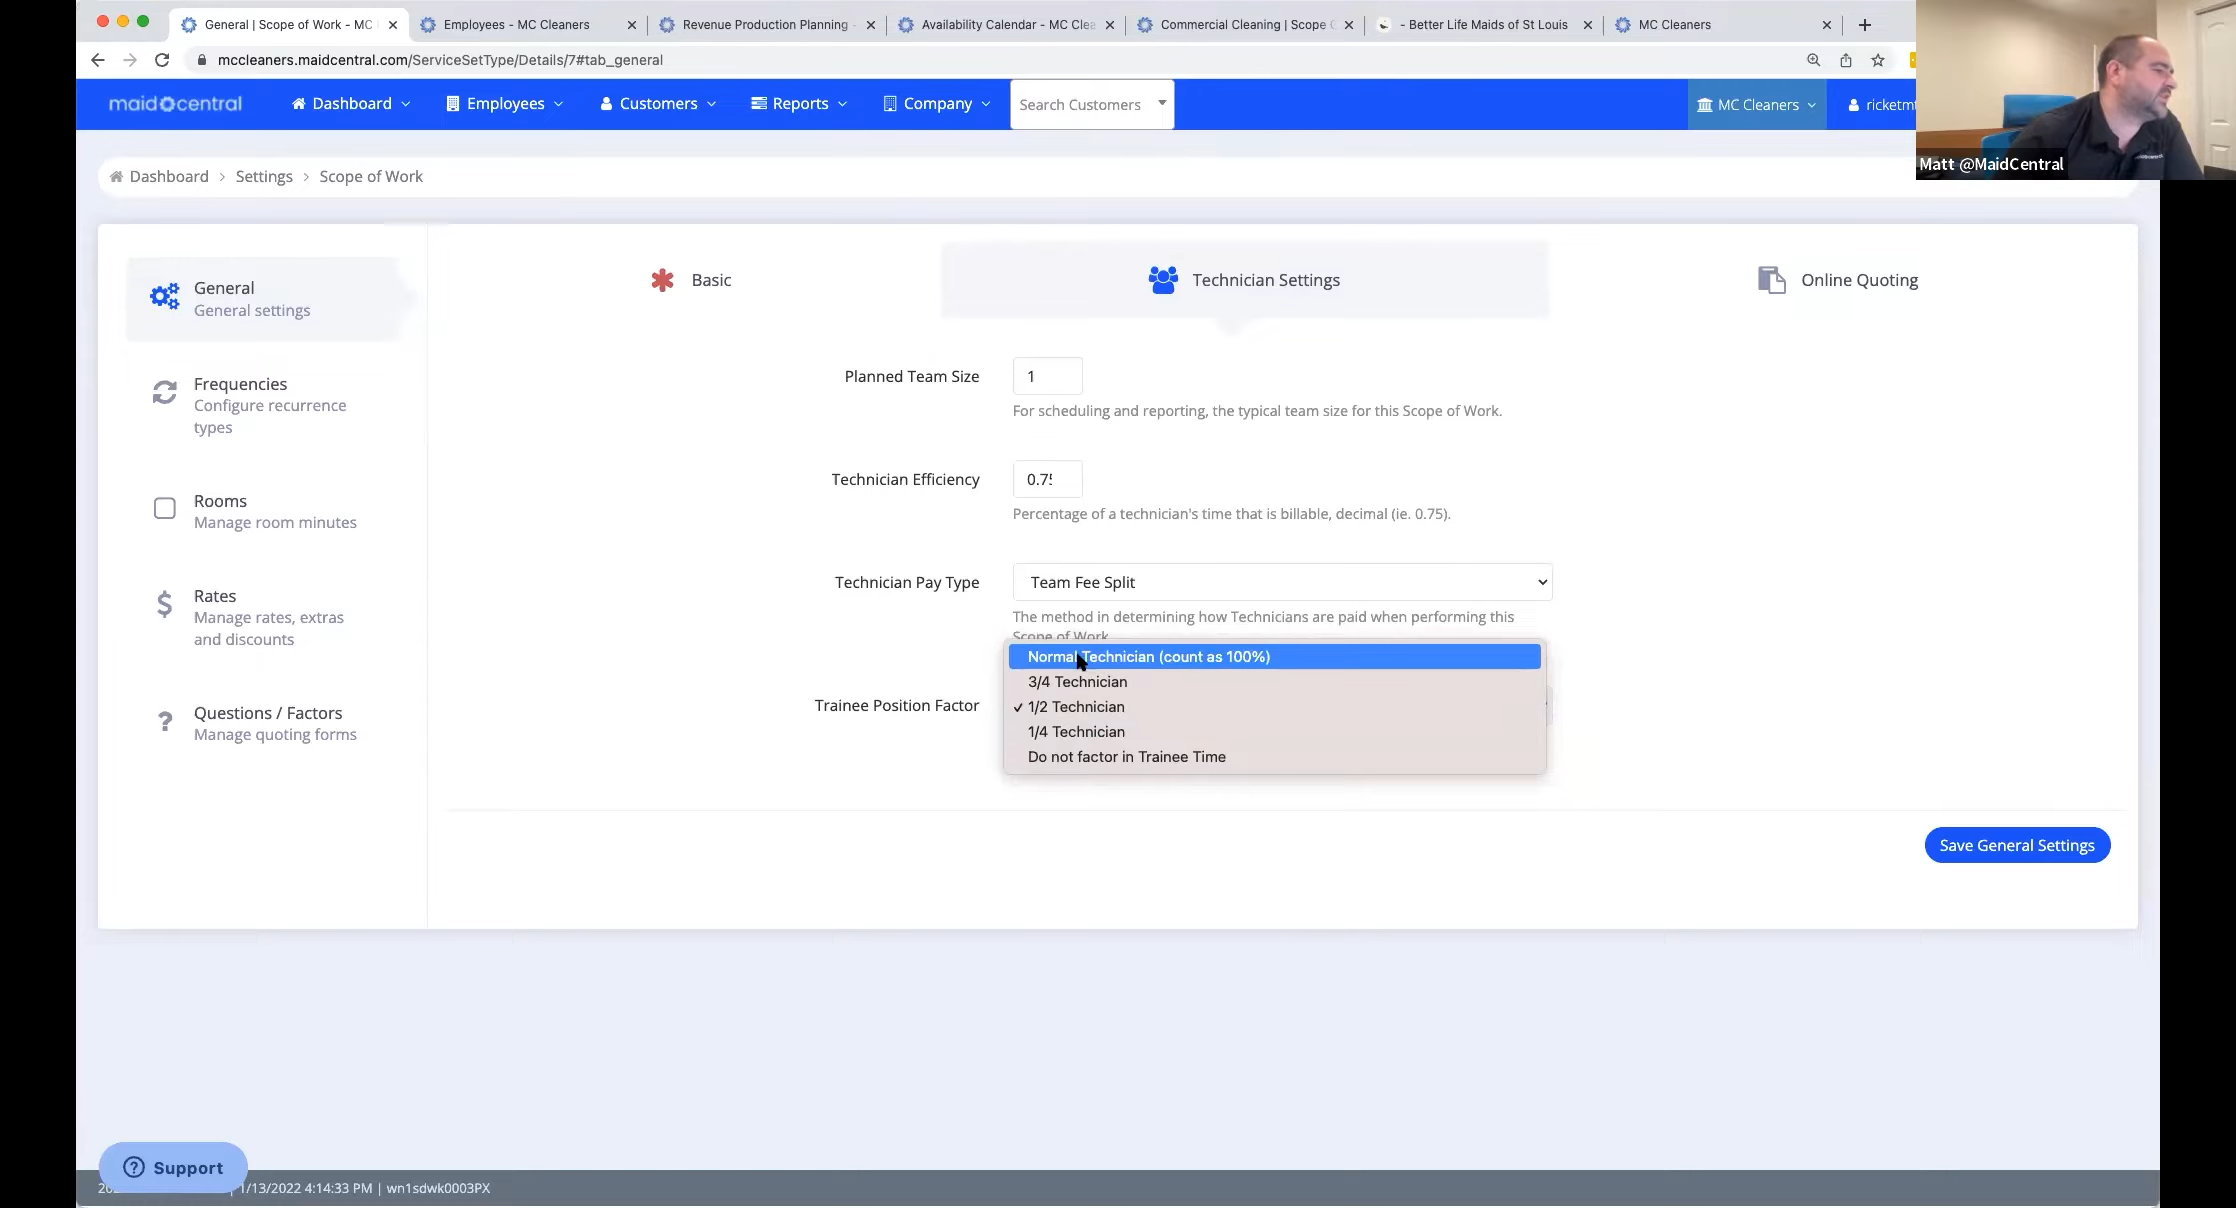 General | Scope of Work - MC
Employees - MC Cleaners
Revenue Production Planning -
Availability Calendar - MC Clea
Commercial Cleaning | Scope
- Better Life Maids of St Louis
MC Cleaners
mccleaners.maidcentral.com/ServiceSetType/Details/7#tab_general
maidcentral
Dashboard
Employees
Customers
Reports
Company
Search Customers
MC Cleaners
ricketmt
Matt @MaidCentral
Dashboard > Settings > Scope of Work
General
General settings
Frequencies
Configure recurrence
types
Rooms
Manage room minutes
Rates
Manage rates, extras
and discounts
Questions / Factors
Manage quoting forms
Basic
Technician Settings
Online Quoting
Planned Team Size
1
For scheduling and reporting, the typical team size for this Scope of Work.
Technician Efficiency
0.75
Percentage of a technician's time that is billable, decimal (ie. 0.75).
Technician Pay Type
Team Fee Split
The method in determining how Technicians are paid when performing this
Scope of Work
Trainee Position Factor
Normal Technician (count as 100%)
3/4 Technician
✓ 1/2 Technician
1/4 Technician
Do not factor in Trainee Time
Save General Settings
Support
| 1/13/2022 4:14:33 PM | wn1sdwk0003PX